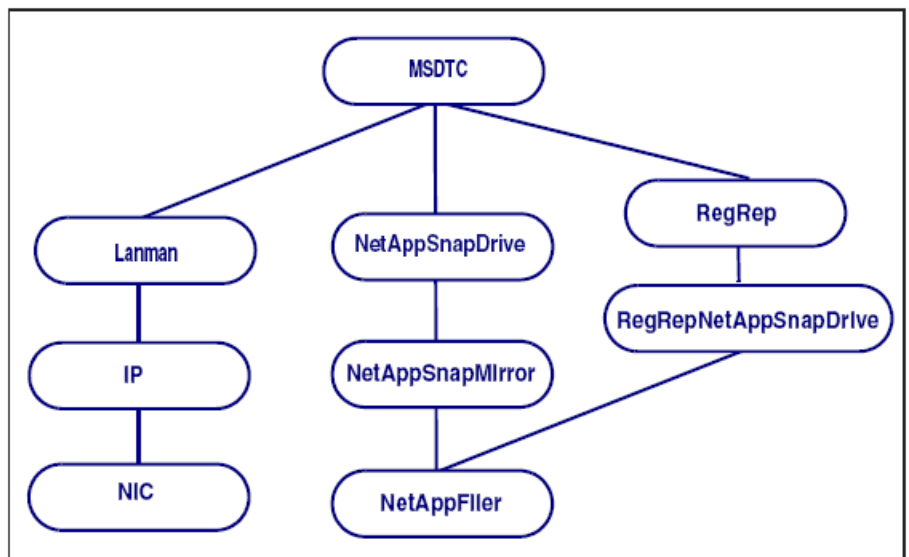 MSDTC
Lanman
NetAppSnapDrive
RegRep
RegRepNetAppSnapDrIve
IP
NetAppSnapMIrror
NIC
NetAppFIler